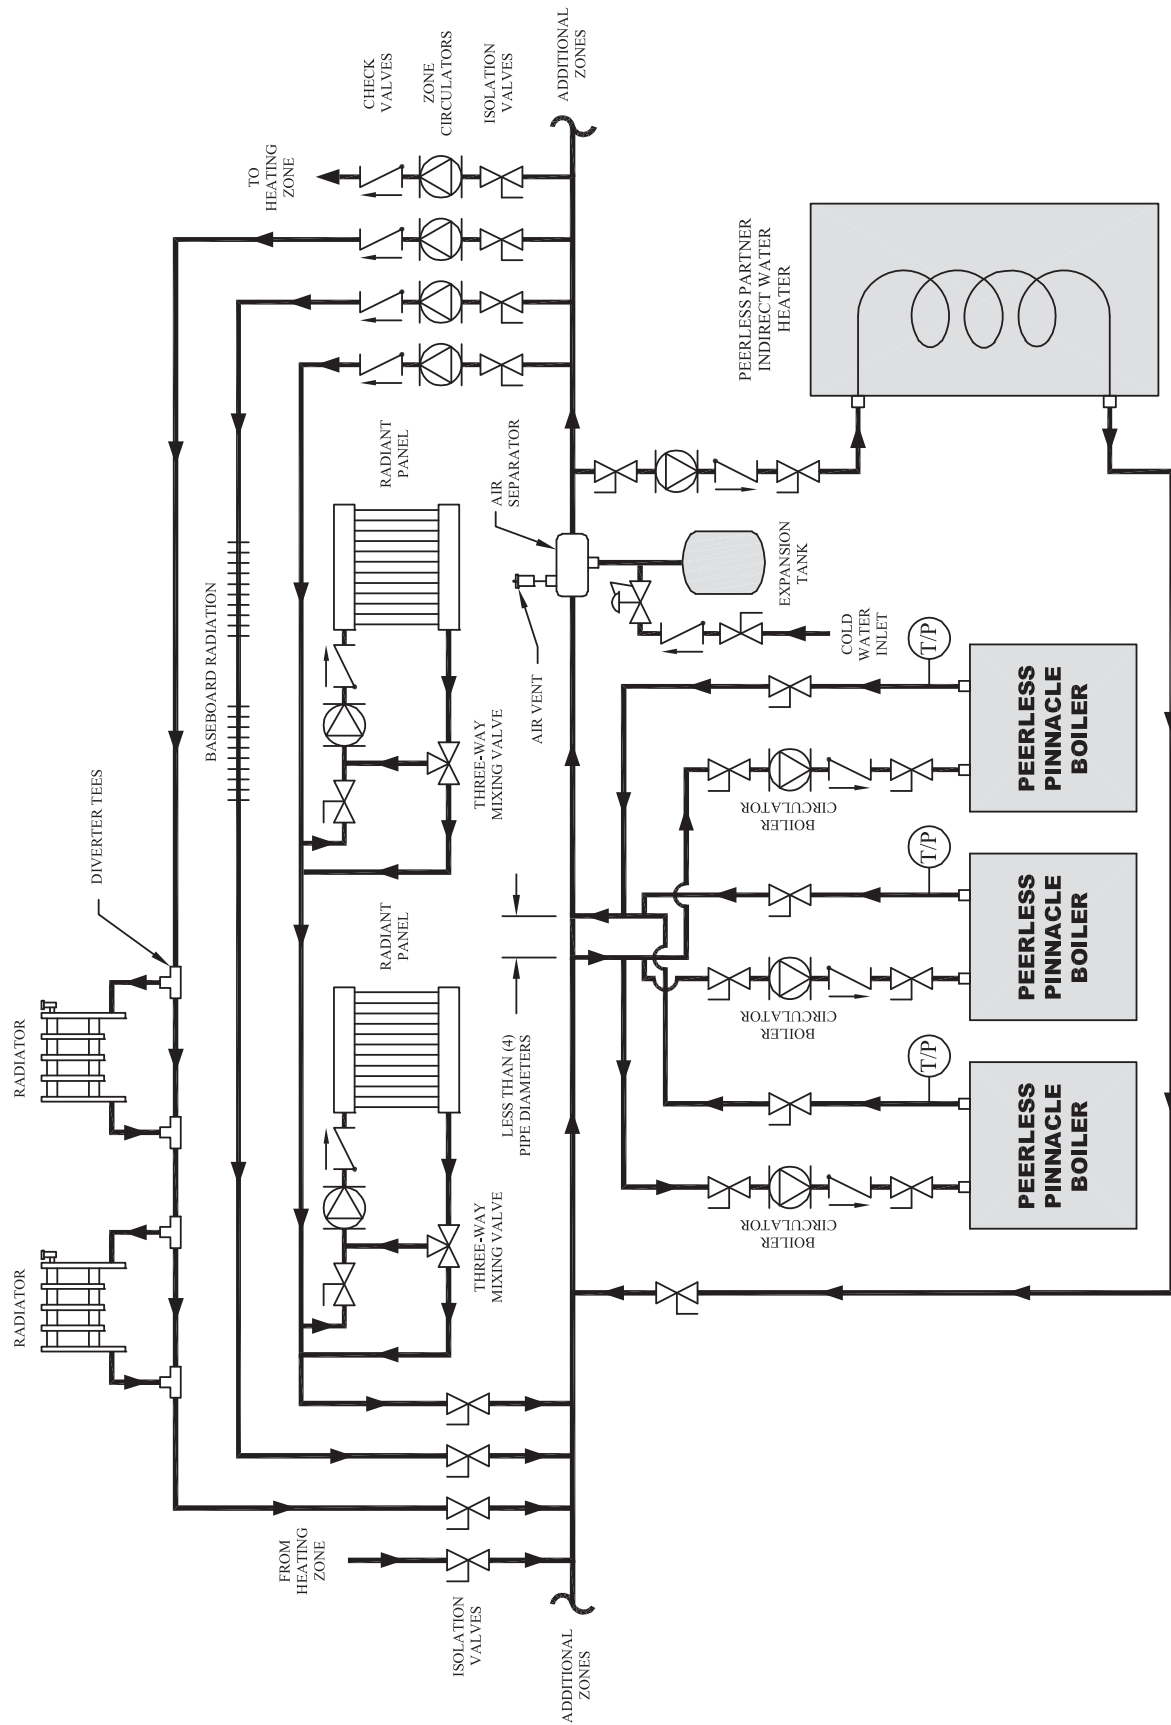 RADIATOR
RADIATOR
DIVERTER TEES
BASEBOARD RADIATION
TO
HEATING
ZONE
CHECK
VALVES
ZONE
CIRCULATORS
ISOLATION
VALVES
ADDITIONAL
ZONES
RADIANT
PANEL
RADIANT
PANEL
THREE-WAY
MIXING VALVE
THREE-WAY
MIXING VALVE
FROM
HEATING
ZONE
ISOLATION
VALVES
ADDITIONAL
ZONES
LESS THAN (4)
PIPE DIAMETERS
AIR VENT
AIR
SEPARATOR
EXPANSION
TANK
COLD
WATER
INLET
PEERLESS PARTNER
INDIRECT WATER
HEATER
BOILER
CIRCULATOR
BOILER
CIRCULATOR
BOILER
CIRCULATOR
T/P
T/P
T/P
PEERLESS
PINNACLE
BOILER
PEERLESS
PINNACLE
BOILER
PEERLESS
PINNACLE
BOILER